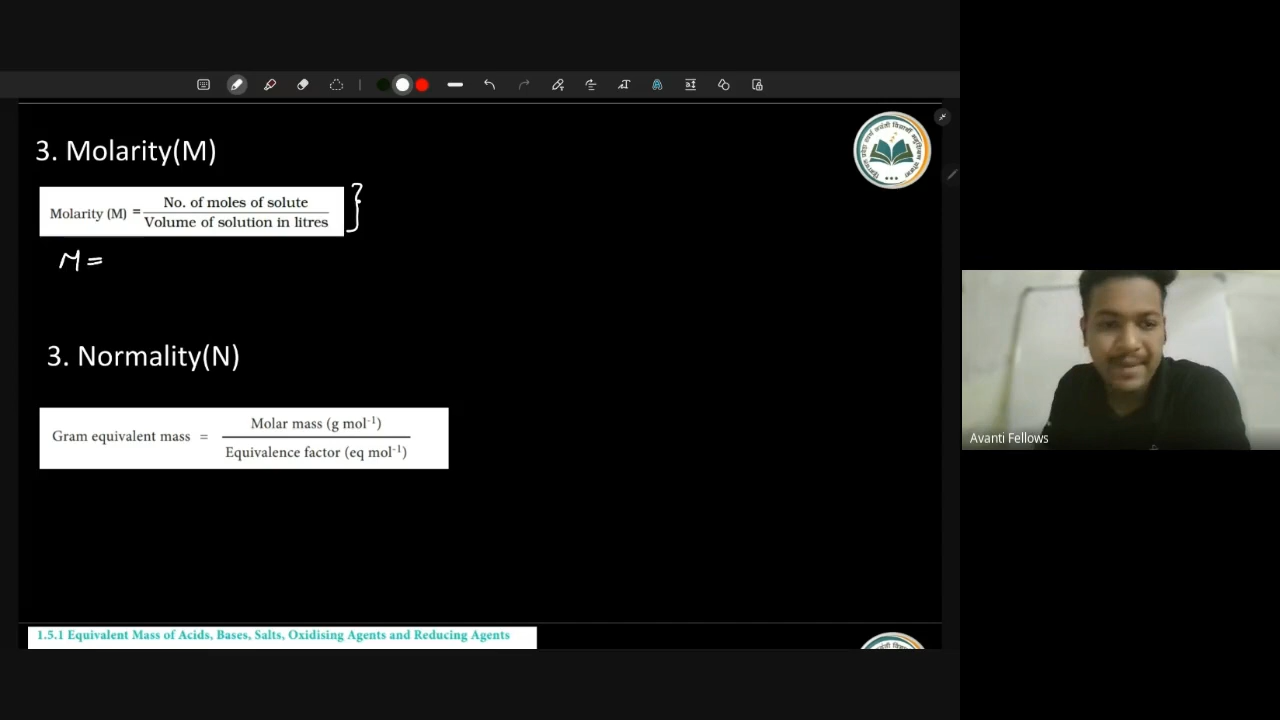 3. Molarity(M)
Molarity (M) = No. of moles of solute
Volume of solution in litres
M =
3. Normality(N)
Gram equivalent mass = Molar mass (g mol⁻¹)
Equivalence factor (eq mol⁻¹)
1.5.1 Equivalent Mass of Acids, Bases, Salts, Oxidising Agents and Reducing Agents
Avanti Fellows